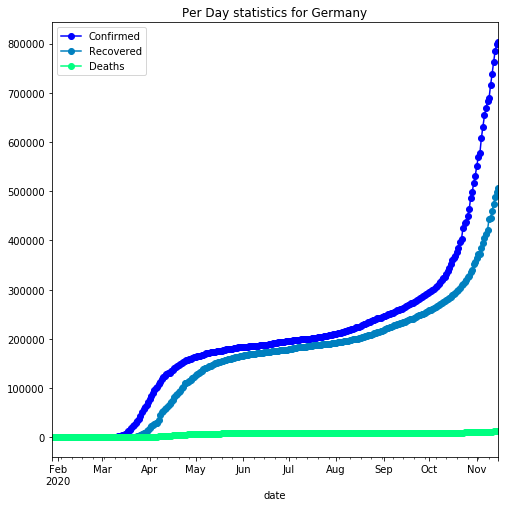 Per Day statistics for Germany
Confirmed
Recovered
Deaths
800000
700000
600000
500000
400000
300000
200000
100000
0
Feb Mar Apr May Jun Jul Aug Sep Oct Nov
2020
date